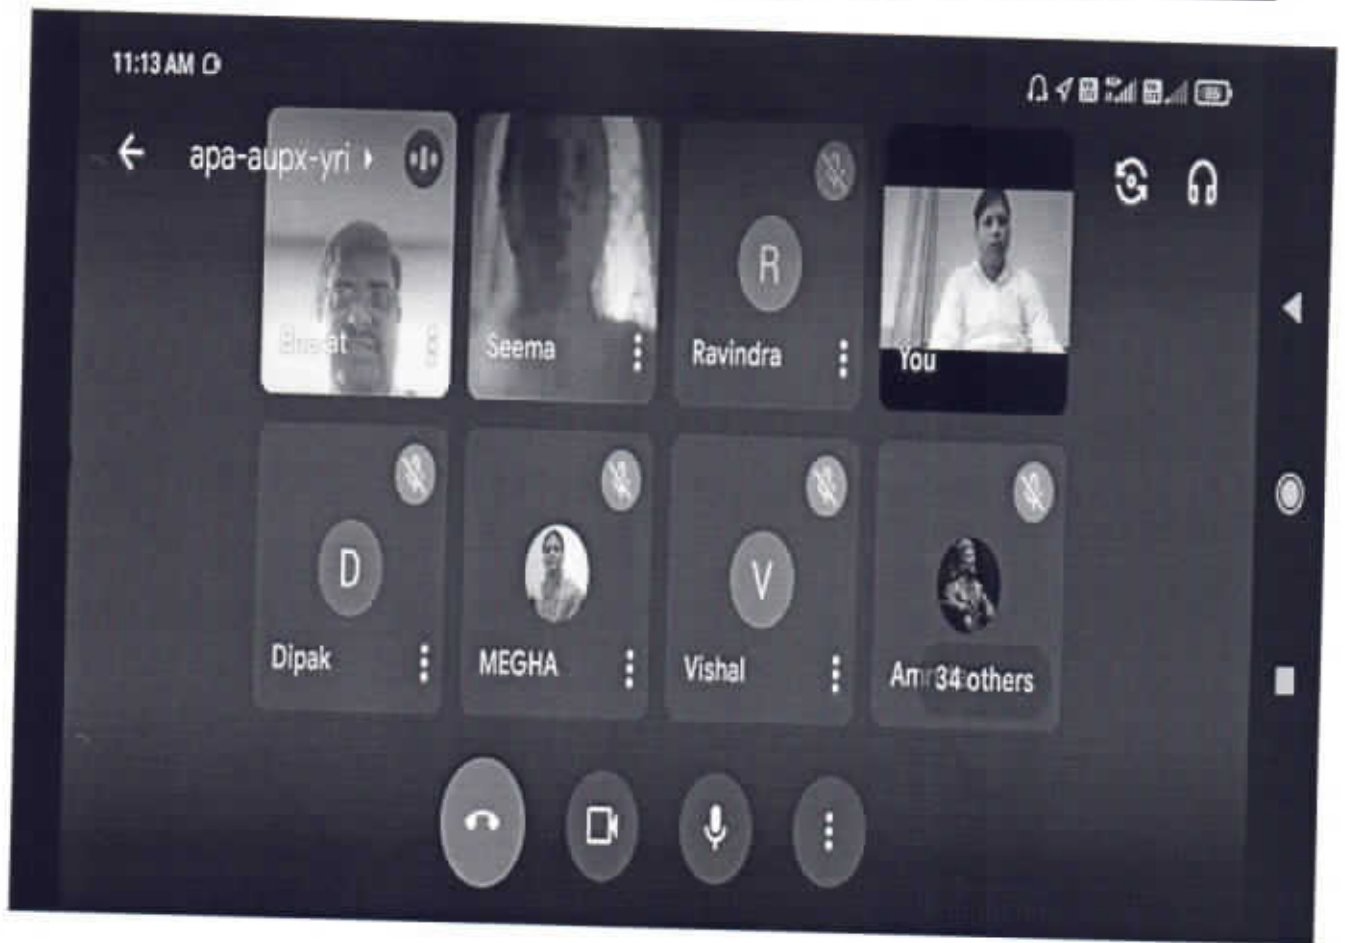 11:13 AM
apa-aupx-yri
Seema
R
Ravindra
You
D
Dipak
MEGHA
V
Vishal
34 others